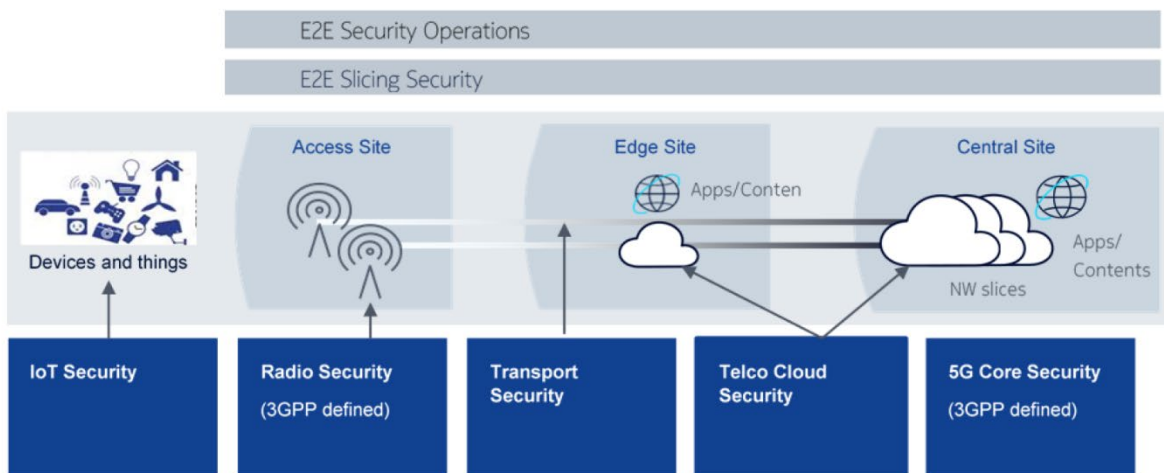 E2E Security Operations
E2E Slicing Security
Access Site
Edge Site
Central Site
Apps/Conten
Devices and things
Apps/
Contents
NW slices
IoT Security
Radio Security
(3GPP defined)
Transport
Security
Telco Cloud
Security
5G Core Security
(3GPP defined)